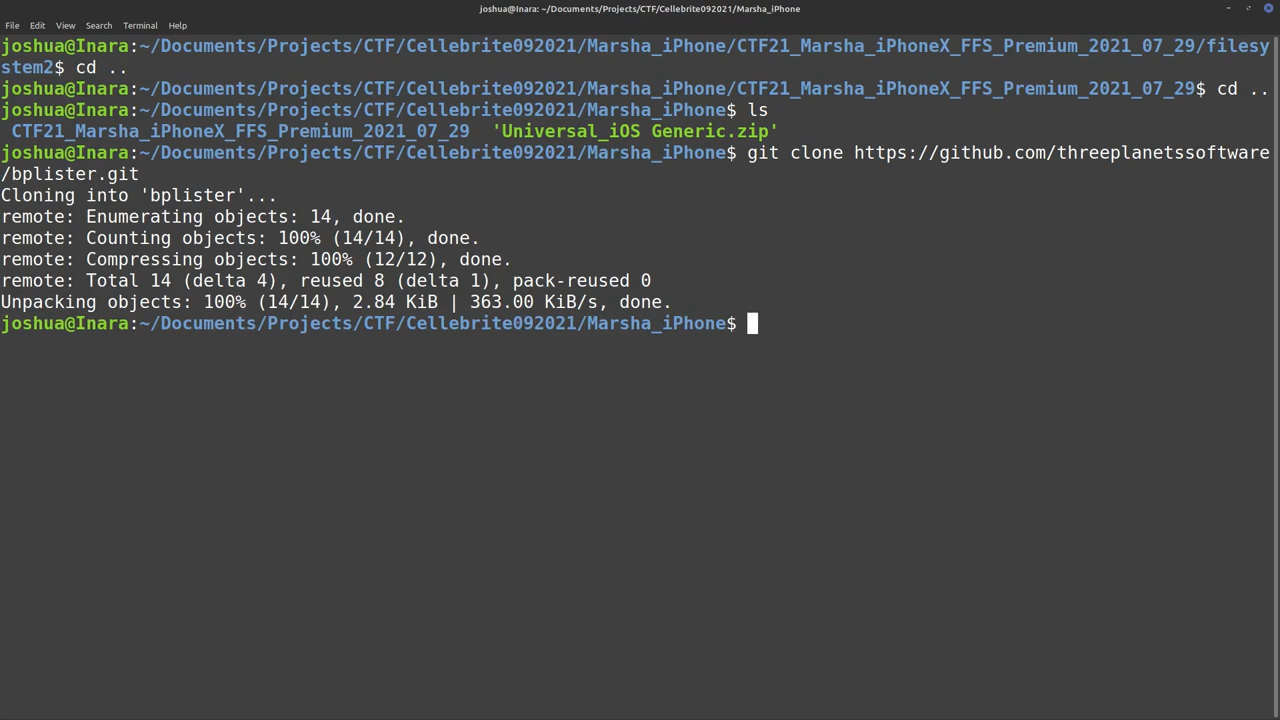 joshua@Inara: ~/Documents/Projects/CTF/Cellebrite092021/Marsha_iPhone
File Edit View Search Terminal Help
joshua@Inara:~/Documents/Projects/CTF/Cellebrite092021/Marsha_iPhone/CTF21_Marsha_iPhoneX_FFS_Premium_2021_07_29/filesy
stem2$ cd ..
joshua@Inara:~/Documents/Projects/CTF/Cellebrite092021/Marsha_iPhone/CTF21_Marsha_iPhoneX_FFS_Premium_2021_07_29$ cd ..
joshua@Inara:~/Documents/Projects/CTF/Cellebrite092021/Marsha_iPhone$ ls
CTF21_Marsha_iPhoneX_FFS_Premium_2021_07_29  'Universal_iOS Generic.zip'
joshua@Inara:~/Documents/Projects/CTF/Cellebrite092021/Marsha_iPhone$ git clone https://github.com/threeplanetssoftware
/bplister.git
Cloning into 'bplister'...
remote: Enumerating objects: 14, done.
remote: Counting objects: 100% (14/14), done.
remote: Compressing objects: 100% (12/12), done.
remote: Total 14 (delta 4), reused 8 (delta 1), pack-reused 0
Unpacking objects: 100% (14/14), 2.84 KiB | 363.00 KiB/s, done.
joshua@Inara:~/Documents/Projects/CTF/Cellebrite092021/Marsha_iPhone$